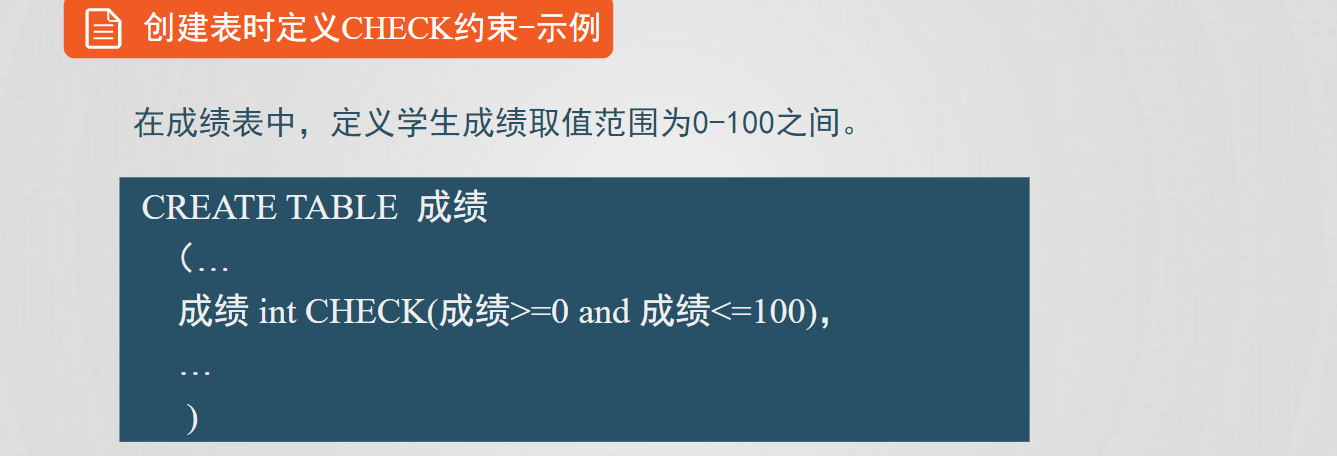 创建表时定义CHECK约束-示例
在成绩表中，定义学生成绩取值范围为0-100之间。
CREATE TABLE 成绩
（…
成绩 int CHECK(成绩>=0 and 成绩<=100)，
…
)